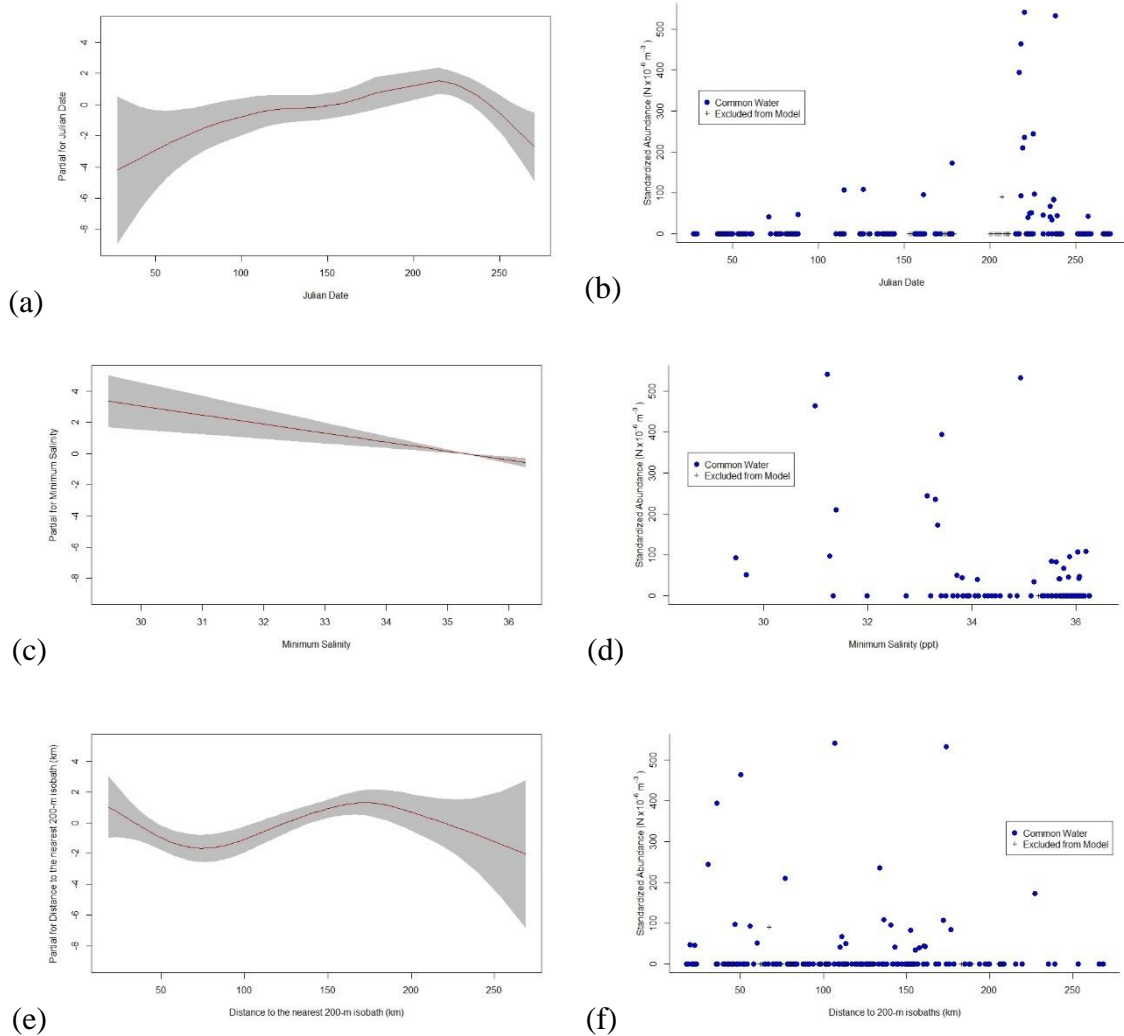 Partial for Julian Date
4
2
0
-2
-4
-6
-8
50
100
150
200
250
Julian Date
(a)
Standardized Abundance (N x10⁻⁶ m⁻³)
500
400
300
200
100
0
Common Water
Excluded from Model
50
100
150
200
250
Julian Date
(b)
Partial for Minimum Salinity
4
2
0
-2
-4
-6
-8
30
31
32
33
34
35
36
Minimum Salinity
(c)
Standardized Abundance (N x10⁻⁶ m⁻³)
500
400
300
200
100
0
Common Water
Excluded from Model
30
32
34
36
Minimum Salinity (ppt)
(d)
Partial for Distance to the nearest 200-m isobath (km)
4
2
0
-2
-4
-6
-8
50
100
150
200
250
Distance to the nearest 200-m isobath (km)
(e)
Standardized Abundance (N x10⁻⁶ m⁻³)
500
400
300
200
100
0
Common Water
Excluded from Model
50
100
150
200
250
Distance to 200-m isobaths (km)
(f)